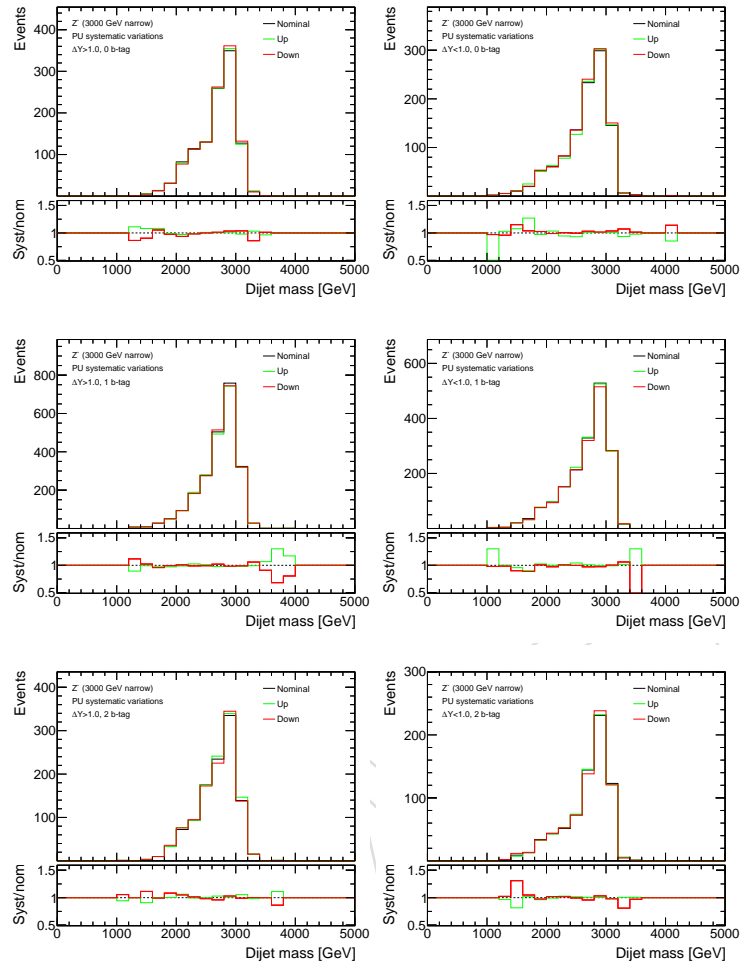 Events
400
300
200
100
Z′ (3000 GeV narrow)
PU systematic variations
ΔY>1.0, 0 b-tag
Nominal
Up
Down
Syst/nom
1.5
1
0.5
0 1000 2000 3000 4000 5000
Dijet mass [GeV]
Events
300
200
100
Z′ (3000 GeV narrow)
PU systematic variations
ΔY<1.0, 0 b-tag
Nominal
Up
Down
Syst/nom
1.5
1
0.5
0 1000 2000 3000 4000 5000
Dijet mass [GeV]
Events
800
600
400
200
Z′ (3000 GeV narrow)
PU systematic variations
ΔY>1.0, 1 b-tag
Nominal
Up
Down
Syst/nom
1.5
1
0.5
0 1000 2000 3000 4000 5000
Dijet mass [GeV]
Events
600
400
200
Z′ (3000 GeV narrow)
PU systematic variations
ΔY<1.0, 1 b-tag
Nominal
Up
Down
Syst/nom
1.5
1
0.5
0 1000 2000 3000 4000 5000
Dijet mass [GeV]
Events
400
300
200
100
Z′ (3000 GeV narrow)
PU systematic variations
ΔY>1.0, 2 b-tag
Nominal
Up
Down
Syst/nom
1.5
1
0.5
0 1000 2000 3000 4000 5000
Dijet mass [GeV]
Events
300
200
100
Z′ (3000 GeV narrow)
PU systematic variations
ΔY<1.0, 2 b-tag
Nominal
Up
Down
Syst/nom
1.5
1
0.5
0 1000 2000 3000 4000 5000
Dijet mass [GeV]